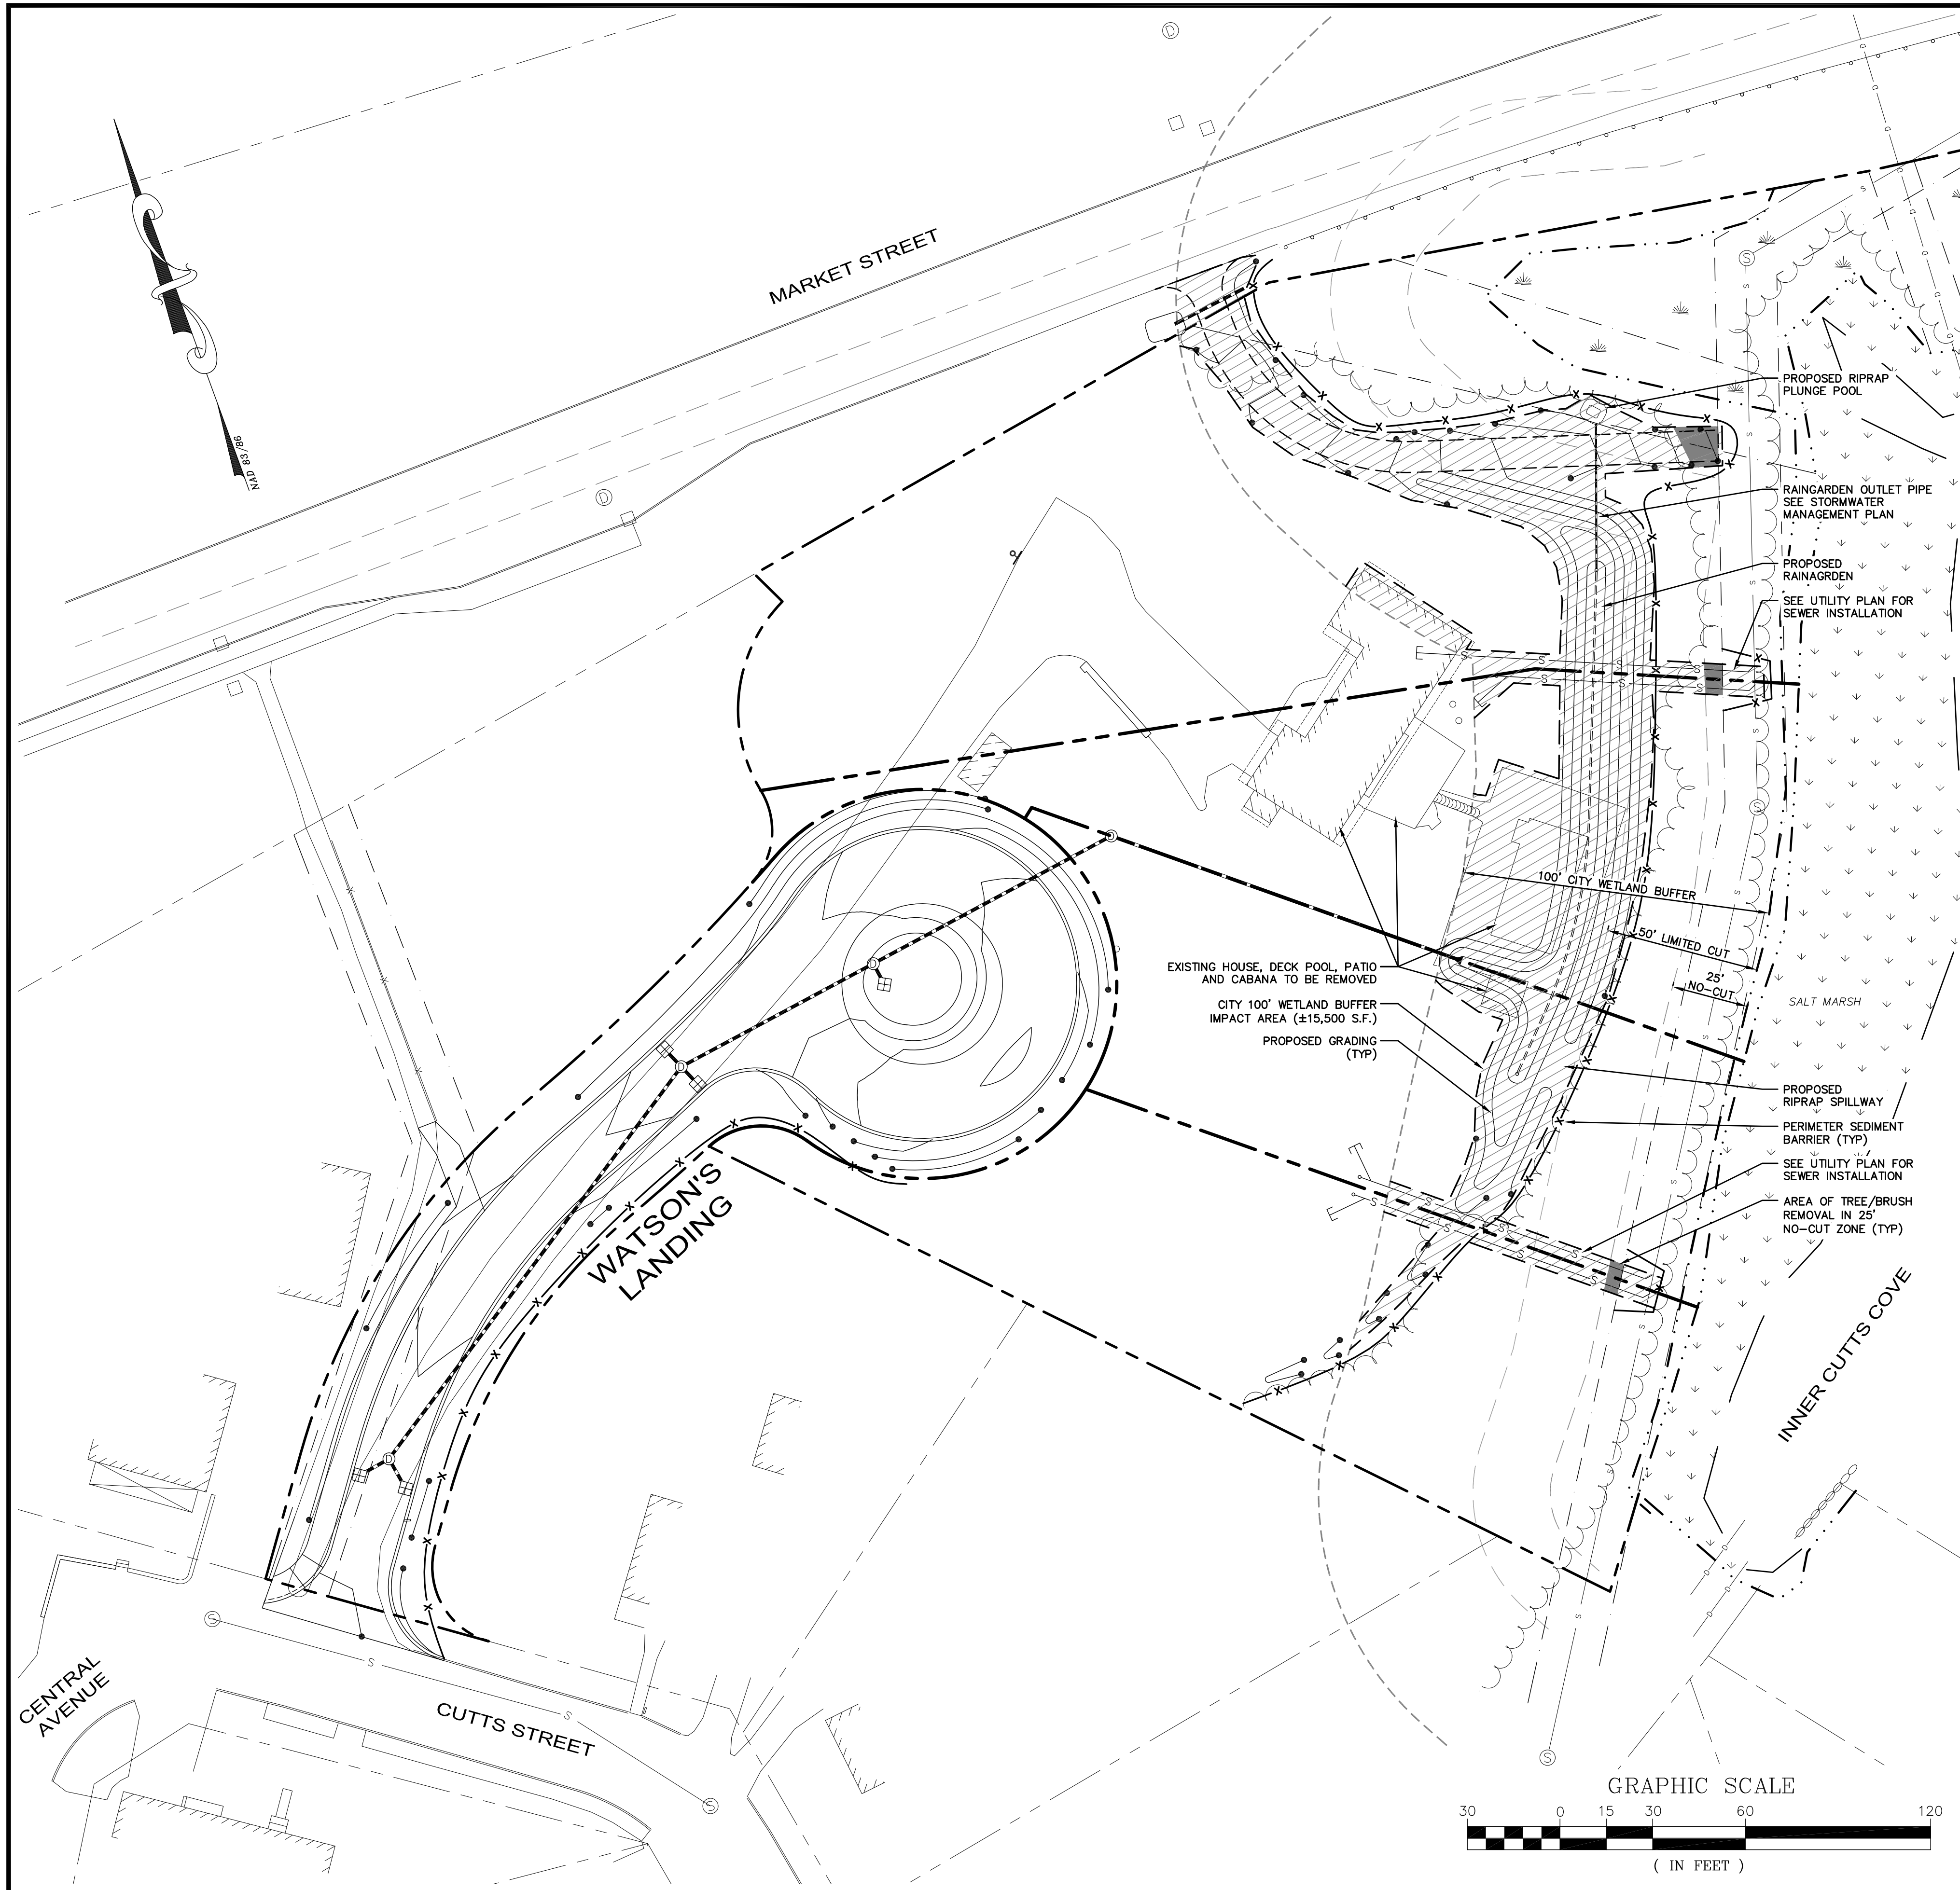 MARKET STREET
NAD 83/86
PROPOSED RIPRAP
PLUNGE POOL
RAINGARDEN OUTLET PIPE
SEE STORMWATER
MANAGEMENT PLAN
PROPOSED
RAINAGRDEN
SEE UTILITY PLAN FOR
SEWER INSTALLATION
100' CITY WETLAND BUFFER
50' LIMITED CUT
25'
NO-CUT
SALT MARSH
EXISTING HOUSE, DECK POOL, PATIO
AND CABANA TO BE REMOVED
CITY 100' WETLAND BUFFER
IMPACT AREA (±15,500 S.F.)
PROPOSED GRADING
(TYP)
PROPOSED
RIPRAP SPILLWAY
PERIMETER SEDIMENT
BARRIER (TYP)
SEE UTILITY PLAN FOR
SEWER INSTALLATION
AREA OF TREE/BRUSH
REMOVAL IN 25'
NO-CUT ZONE (TYP)
WATSON'S
LANDING
INNER CUTTS COVE
CENTRAL
AVENUE
CUTTS STREET
GRAPHIC SCALE
30 0 15 30 60 120
( IN FEET )